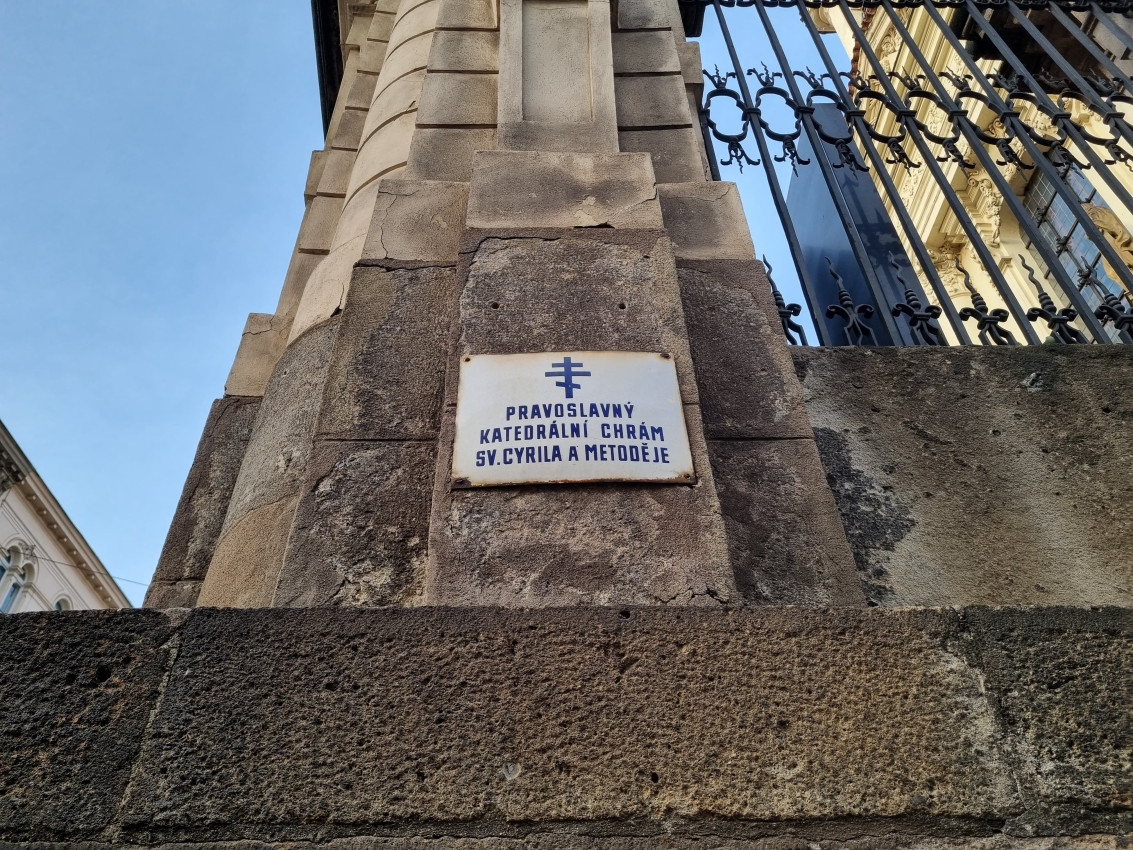 PRAVOSLAVNÝ
KATEDRÁLNÍ CHRÁM
SV. CYRILA A METODĚJE